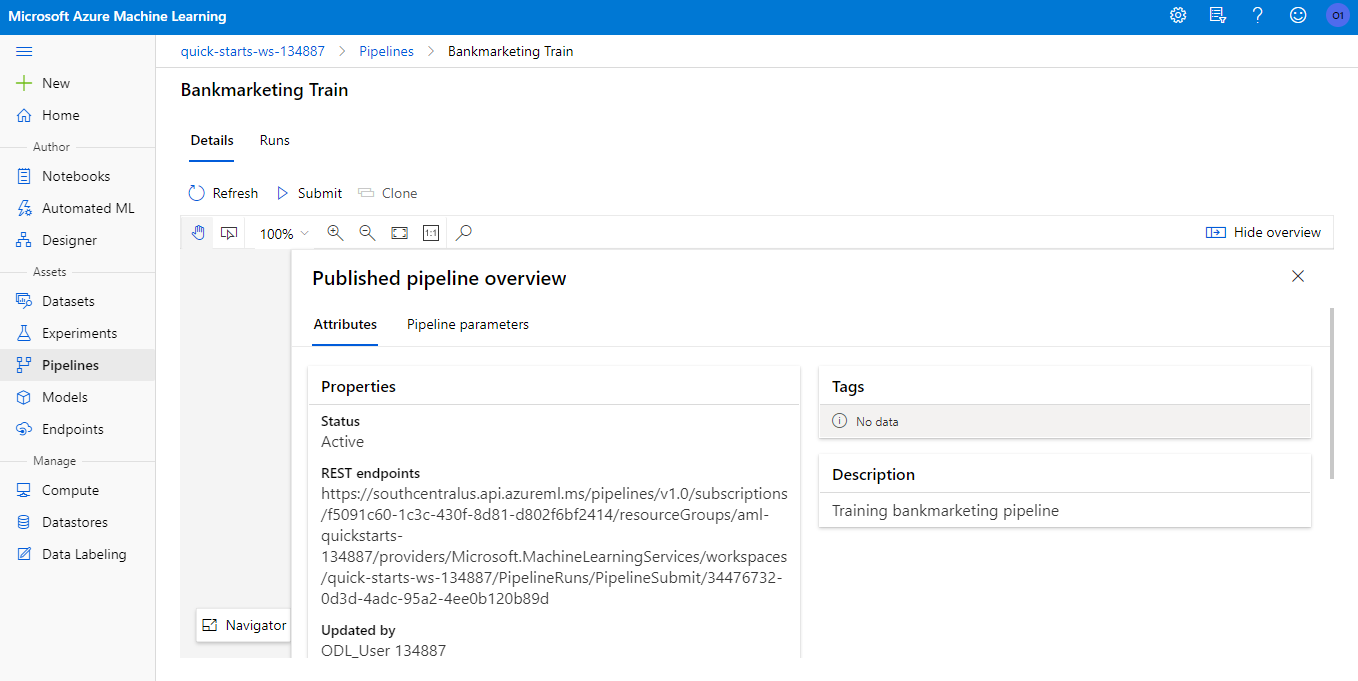 Microsoft Azure Machine Learning
01
quick-starts-ws-134887 > Pipelines > Bankmarketing Train
New
Home
Author
Notebooks
Automated ML
Designer
Assets
Datasets
Experiments
Pipelines
Models
Endpoints
Manage
Compute
Datastores
Data Labeling
Bankmarketing Train
Details Runs
Refresh Submit Clone
100% 1:1 Hide overview
Published pipeline overview
Attributes Pipeline parameters
Properties
Status
Active
REST endpoints
https://southcentralus.api.azureml.ms/pipelines/v1.0/subscriptions
/f5091c60-1c3c-430f-8d81-d802f6bf2414/resourceGroups/aml-
quickstarts-
134887/providers/Microsoft.MachineLearningServices/workspaces
/quick-starts-ws-134887/PipelineRuns/PipelineSubmit/34476732-
0d3d-4adc-95a2-4ee0b120b89d
Updated by
ODL_User 134887
Tags
No data
Description
Training bankmarketing pipeline
Navigator